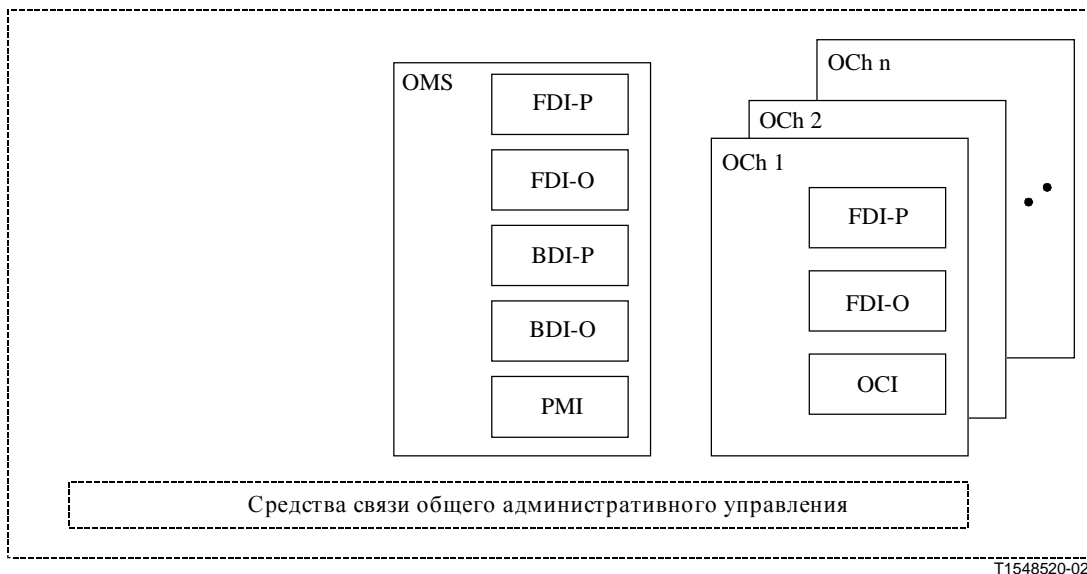 OMS
FDI-P
FDI-O
BDI-P
BDI-O
PMI
OCh n
OCh 2
OCh 1
FDI-P
FDI-O
OCI
Средства связи общего административного управления
T1548520-02